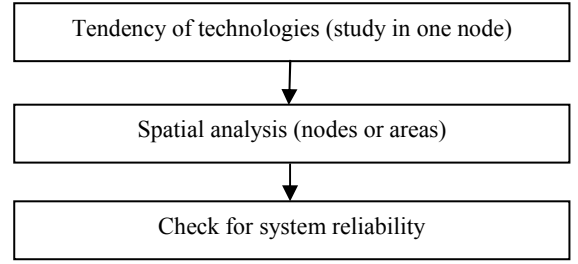 Tendency of technologies (study in one node)
Spatial analysis (nodes or areas)
Check for system reliability